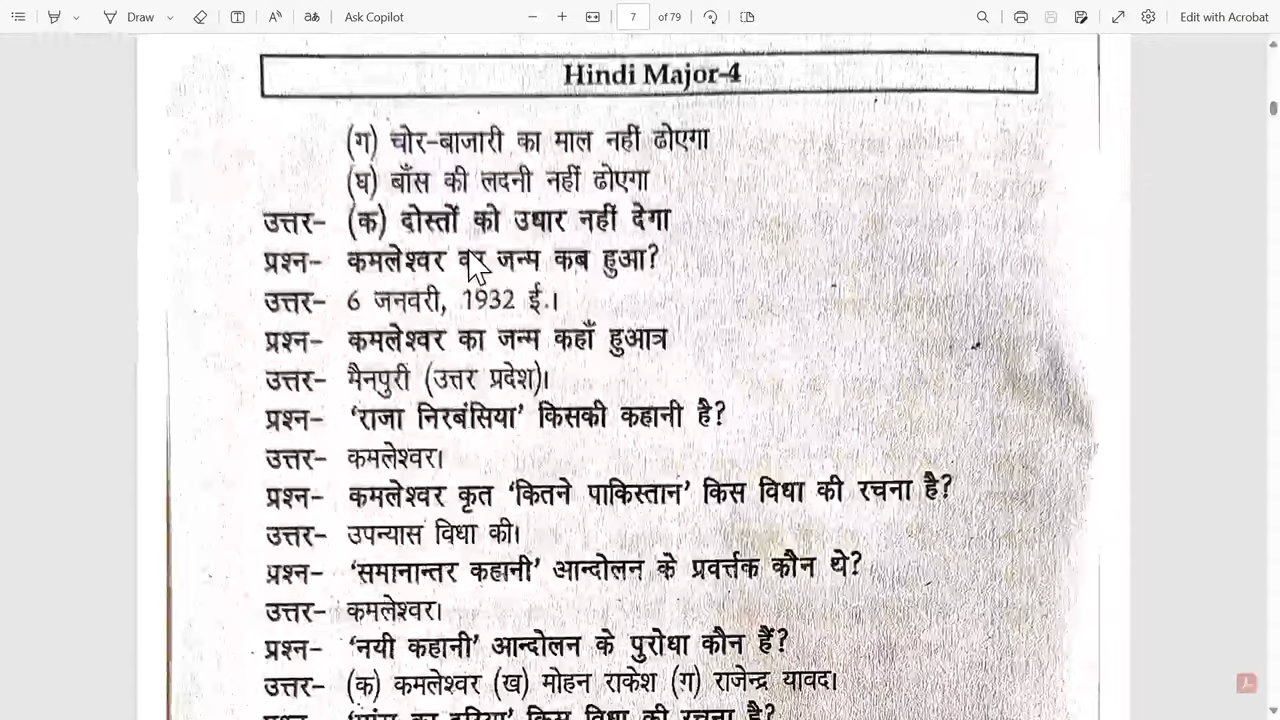 Draw
Ask Copilot
7 of 79
Edit with Acrobat
Hindi Major-4
(ग) चोर-बाजारी का माल नहीं ढोएगा
(घ) बाँस की लदनी नहीं ढोएगा
उत्तर- (क) दोस्तों को उधार नहीं देगा
प्रश्न- कमलेश्वर का जन्म कब हुआ?
उत्तर- 6 जनवरी, 1932 ई.।
प्रश्न- कमलेश्वर का जन्म कहाँ हुआत्र
उत्तर- मैनपुरी (उत्तर प्रदेश)।
प्रश्न- 'राजा निरबंसिया' किसकी कहानी है?
उत्तर- कमलेश्वर।
प्रश्न- कमलेश्वर कृत 'कितने पाकिस्तान' किस विधा की रचना है?
उत्तर- उपन्यास विधा की।
प्रश्न- 'समानान्तर कहानी' आन्दोलन के प्रवर्त्तक कौन थे?
उत्तर- कमलेश्वर।
प्रश्न- 'नयी कहानी' आन्दोलन के पुरोधा कौन हैं?
उत्तर- (क) कमलेश्वर (ख) मोहन राकेश (ग) राजेन्द्र यावद।
किस विधा की रचना है?